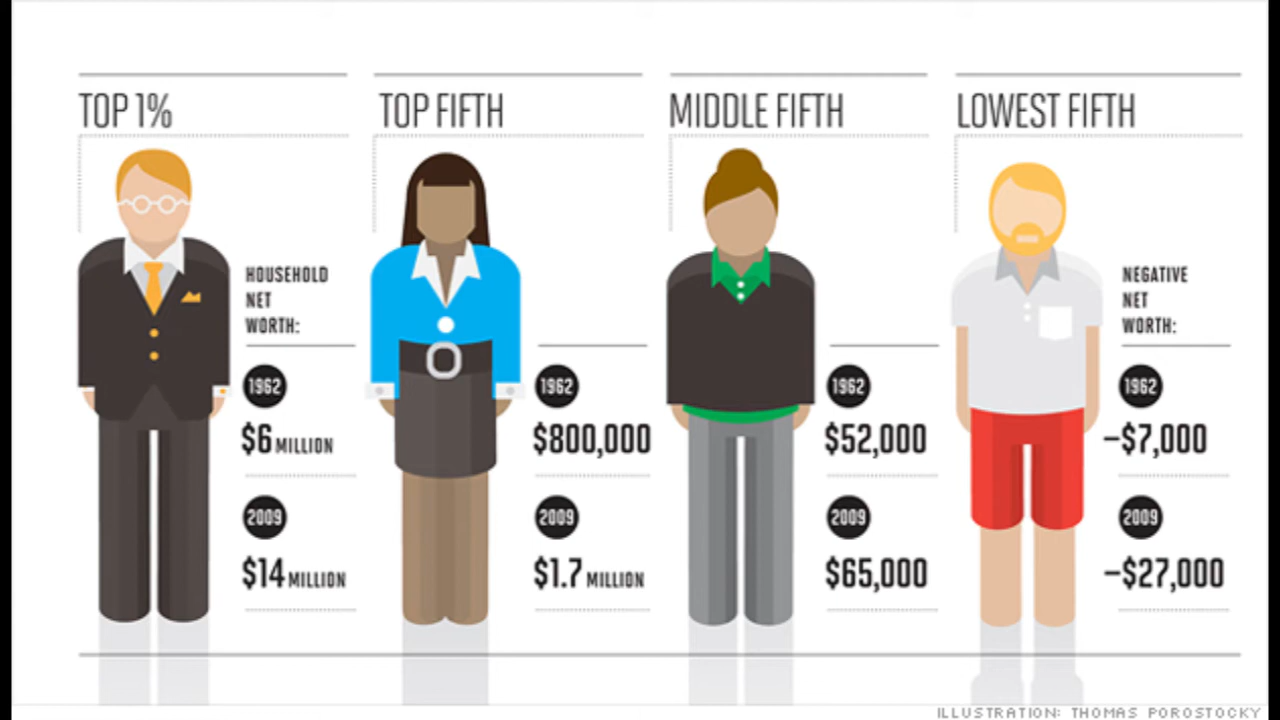 TOP 1%
HOUSEHOLD
NET
WORTH:
1962
$6 MILLION
2009
$14 MILLION
TOP FIFTH
1962
$800,000
2009
$1.7 MILLION
MIDDLE FIFTH
1962
$52,000
2009
$65,000
LOWEST FIFTH
NEGATIVE
NET
WORTH:
1962
–$7,000
2009
–$27,000
ILLUSTRATION: THOMAS POROSTOCKY